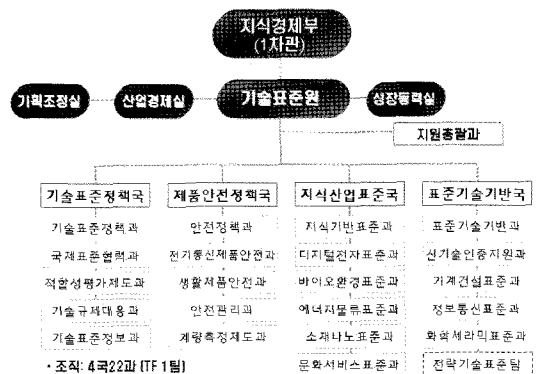 지식경제부
(1차관)
기획조정실 산업경제실 기술표준원 성장동력실
지원총괄과
기술표준정책국 제품안전정책국 지식산업표준국 표준기술기반국
기술표준정책과 안전정책과 지식기반표준과 표준기술기반과
국제표준협력과 전기통신제품안전과 디지털전자표준과 신기술인증지원과
적합성평가제도과 생활제품안전과 바이오환경표준과 기계건설표준과
기술규제대응과 안전관리과 에너지물류표준과 정보통신표준과
기술표준정보과 계량측정제도과 소재나노표준과 화학세라믹표준과
• 조직: 4국22과 (TF 1팀) 문화서비스표준과 전략기술표준팀